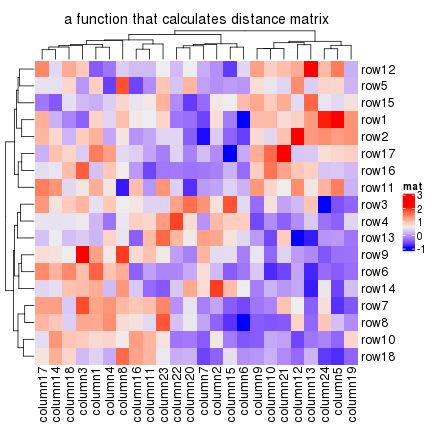 a function that calculates distance matrix
row12
row5
row15
row1
row2
row17
row16
row11
row3
row4
row13
row9
row6
row14
row7
row8
row10
row18
mat
3
2
1
0
-1
column17
column14
column18
column3
column1
column4
column8
column16
column11
column23
column22
column20
column7
column2
column15
column6
column9
column10
column21
column12
column13
column24
column5
column19